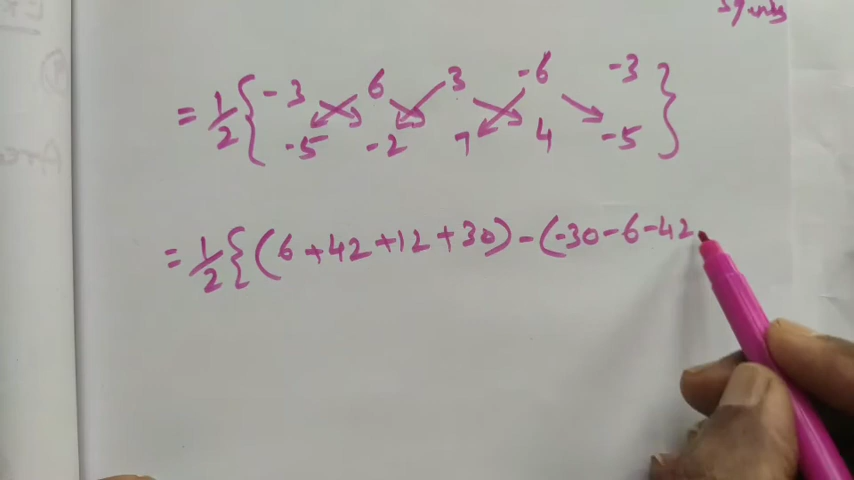 = 1/2 { -3 6 3 -6 -3
-5 -2 7 4 -5 }
= 1/2 { (6 + 42 + 12 + 30) - (-30 - 6 - 42